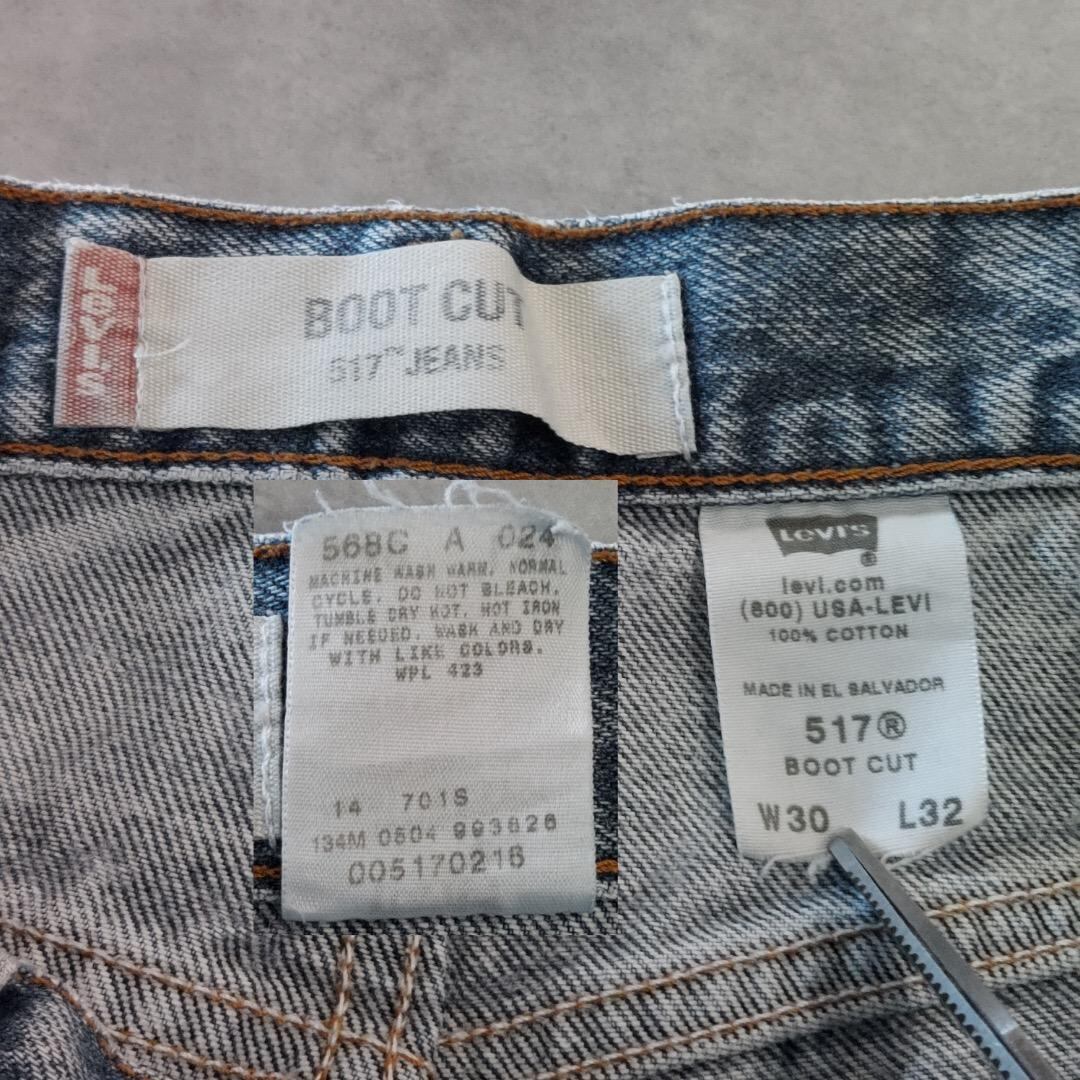 LEVI'S
BOOT CUT
517™ JEANS
568C A 024
MACHINE WASH WARM, NORMAL
CYCLE. DO NOT BLEACH.
TUMBLE DRY HOT, HOT IRON
IF NEEDED. WASH AND DRY
WITH LIKE COLORS.
WPL 423
14 701S
134M 0504 993626
005170216
Levi's
®
levi.com
(800) USA-LEVI
100% COTTON
MADE IN EL SALVADOR
517®
BOOT CUT
W30 L32